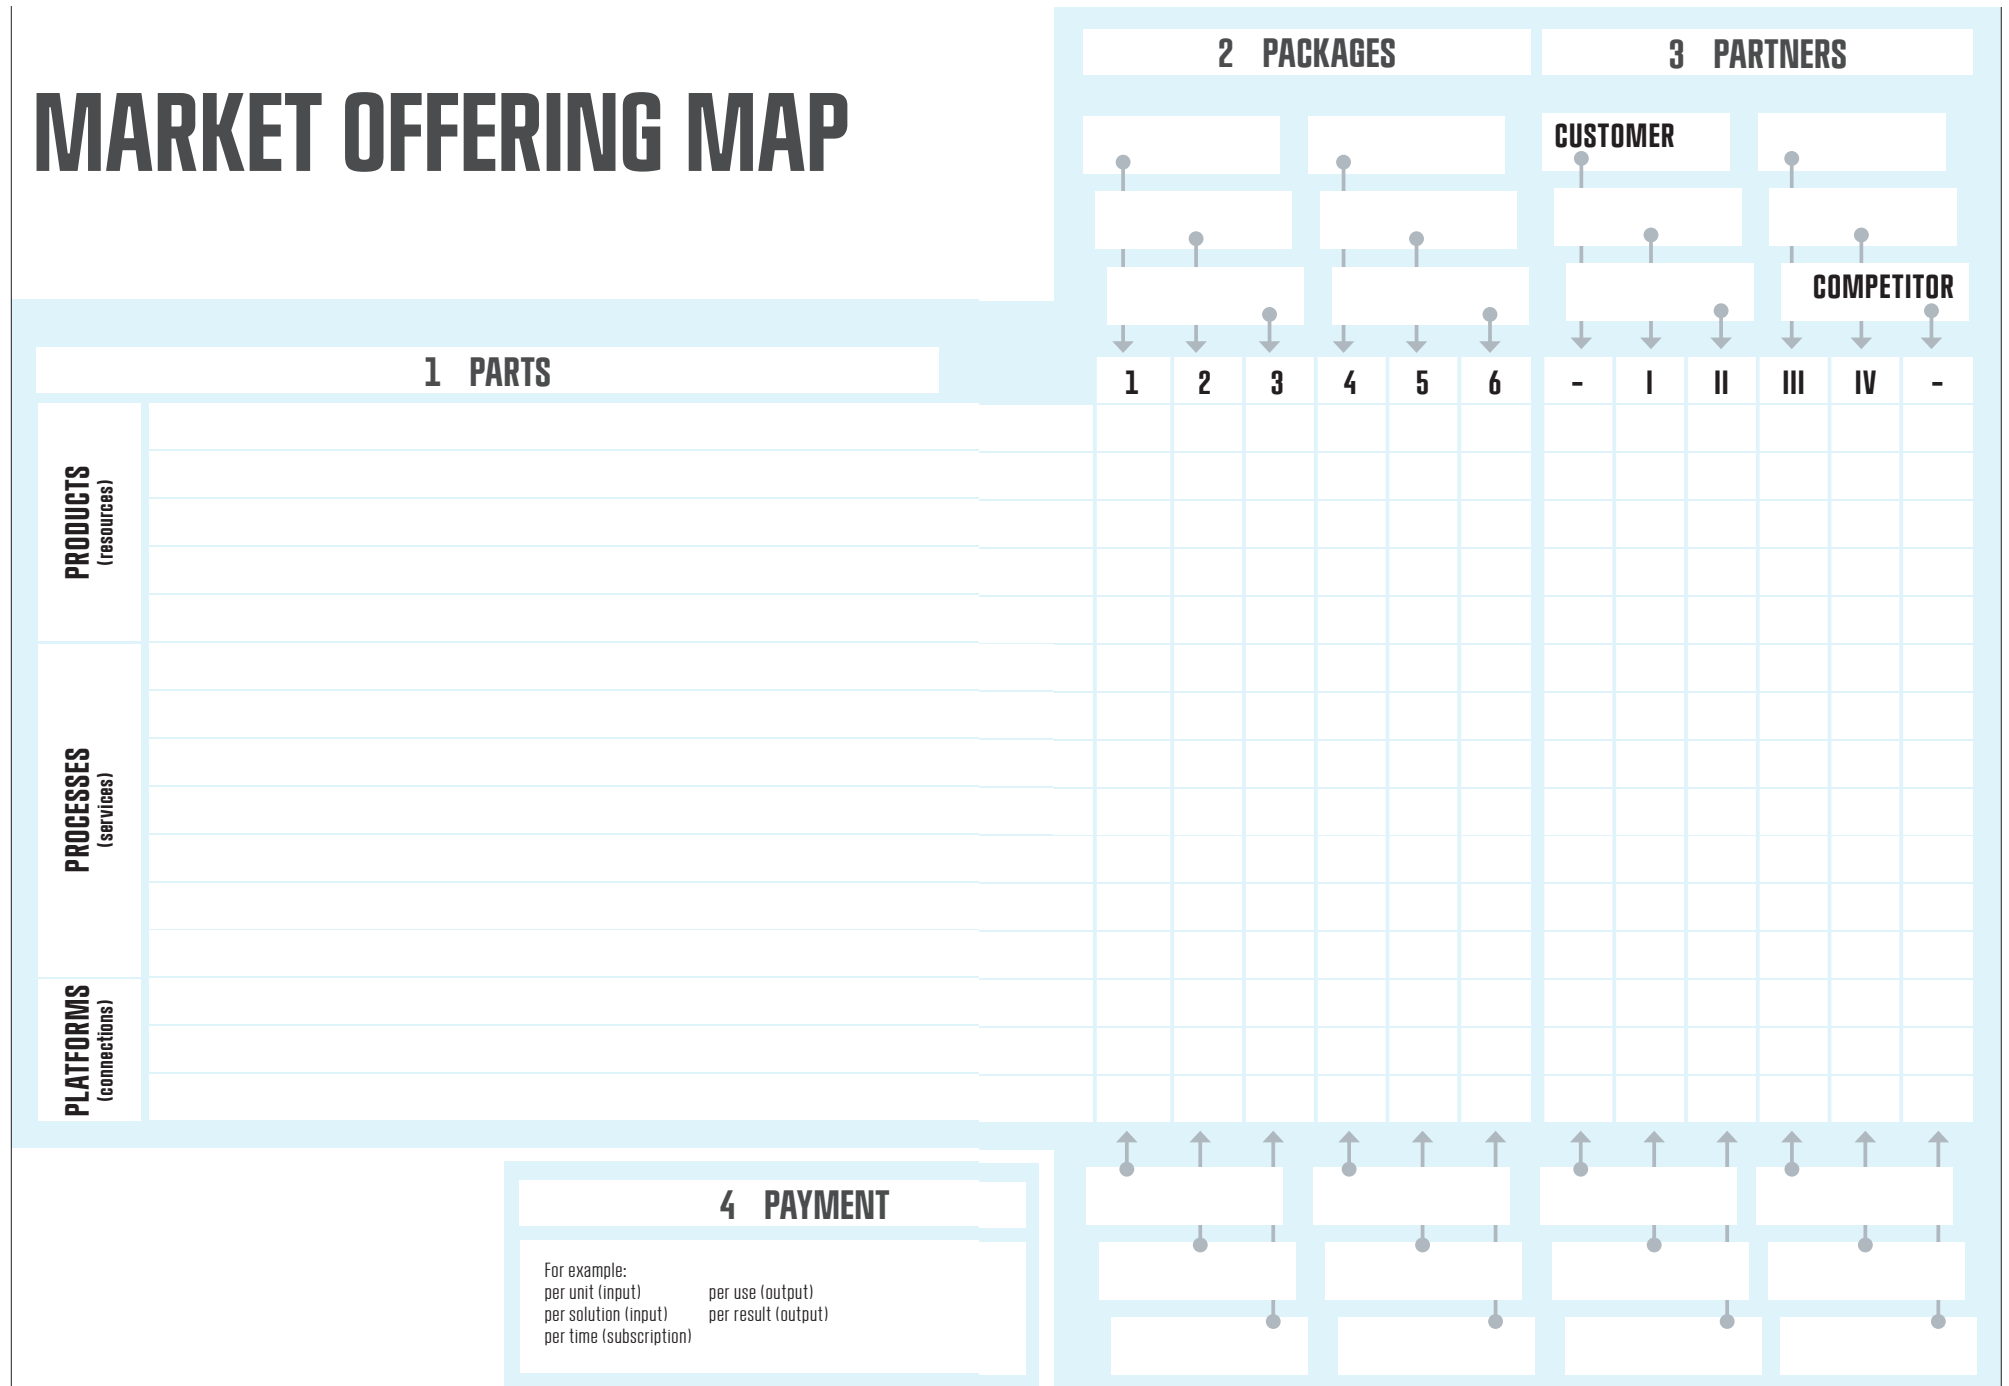 MARKET OFFERING MAP
2 PACKAGES
3 PARTNERS
CUSTOMER
COMPETITOR
1 PARTS
1 2 3 4 5 6 - I II III IV -
PRODUCTS
(resources)
PROCESSES
(services)
PLATFORMS
(connections)
4 PAYMENT
For example:
per unit (input) per use (output)
per solution (input) per result (output)
per time (subscription)